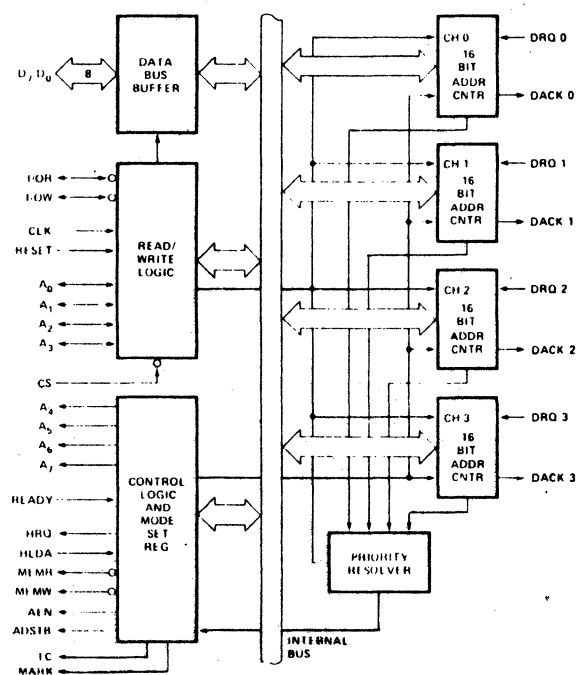 D7 D0
8
DATA
BUS
BUFFER
I/OR
I/OW
CLK
RESET
A0
A1
A2
A3
READ/
WRITE
LOGIC
CS
A4
A5
A6
A7
READY
HRQ
HLDA
MEMR
MEMW
AEN
ADSTB
TC
MARK
CONTROL
LOGIC
AND
MODE
SET
REG
INTERNAL
BUS
CH 0
16
BIT
ADDR
CNTR
DRQ 0
DACK 0
CH 1
16
BIT
ADDR
CNTR
DRQ 1
DACK 1
CH 2
16
BIT
ADDR
CNTR
DRQ 2
DACK 2
CH 3
16
BIT
ADDR
CNTR
DRQ 3
DACK 3
PRIORITY
RESOLVER